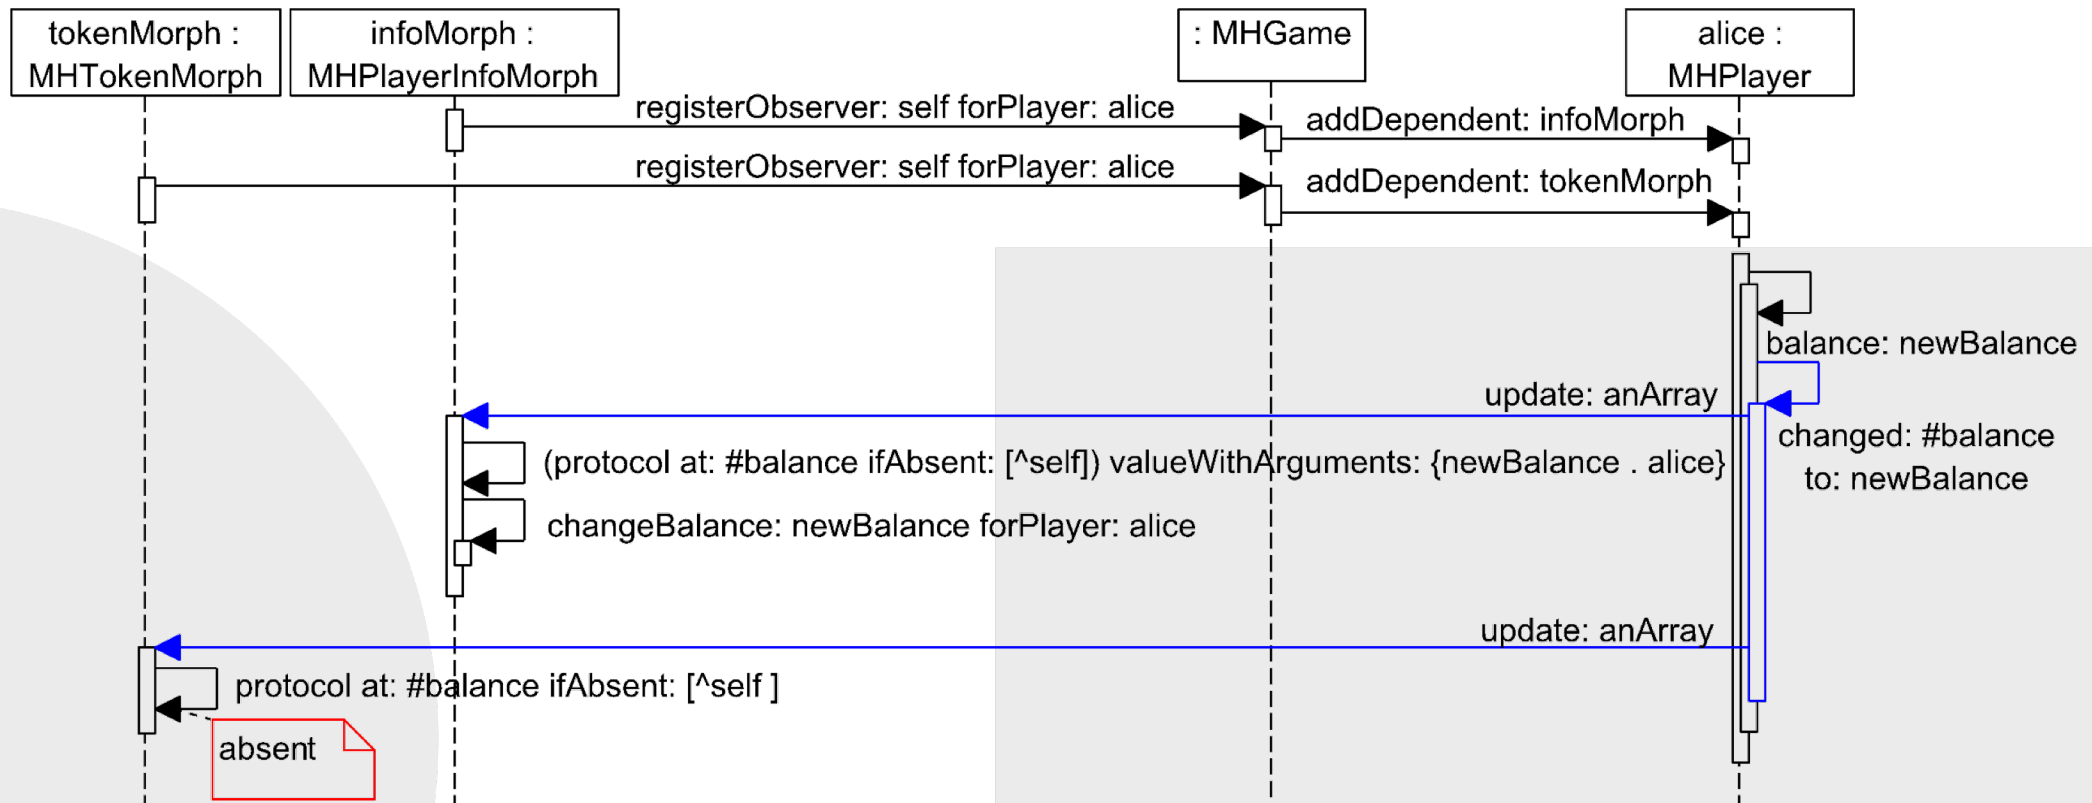 tokenMorph :
MHTokenMorph
infoMorph :
MHPlayerInfoMorph
: MHGame
alice :
MHPlayer
registerObserver: self forPlayer: alice
addDependent: infoMorph
registerObserver: self forPlayer: alice
addDependent: tokenMorph
balance: newBalance
update: anArray
changed: #balance
to: newBalance
(protocol at: #balance ifAbsent: [^self]) valueWithArguments: {newBalance . alice}
changeBalance: newBalance forPlayer: alice
update: anArray
protocol at: #balance ifAbsent: [^self ]
absent